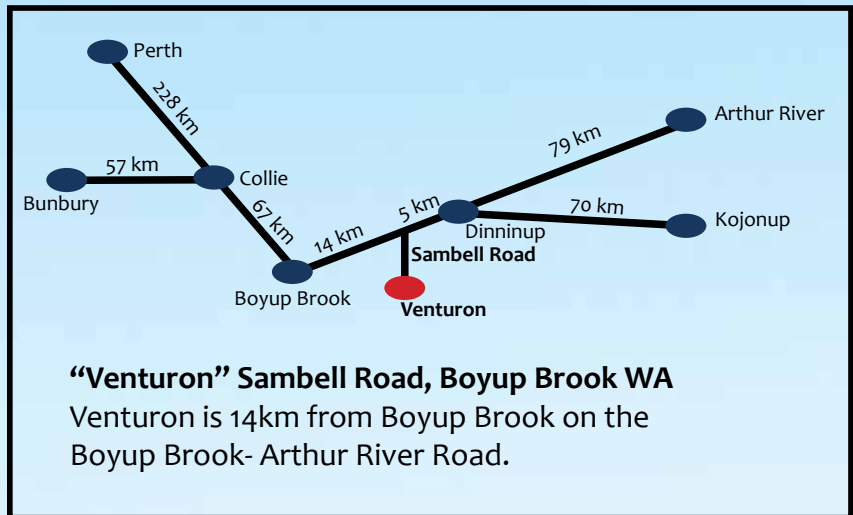 Perth
228 km
57 km
Collie
Bunbury
67 km
Boyup Brook
14 km
5 km
Dinninup
79 km
Arthur River
70 km
Kojonup
Sambell Road
Venturon
“Venturon” Sambell Road, Boyup Brook WA
Venturon is 14km from Boyup Brook on the
Boyup Brook- Arthur River Road.